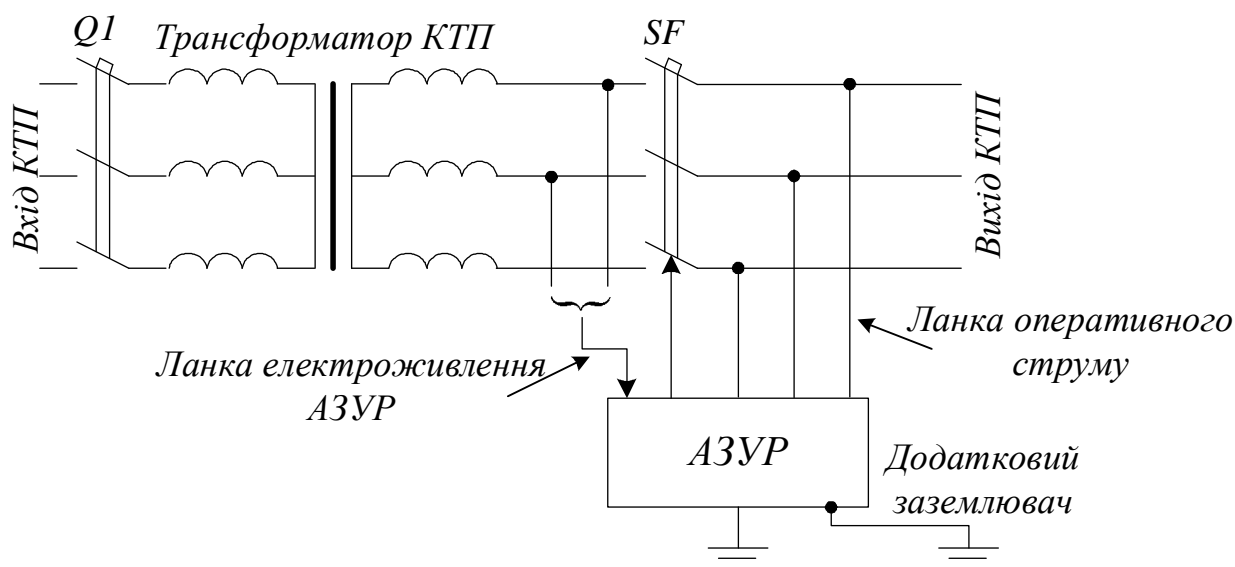 Q1
Трансформатор КТП
SF
Вхід КТП
Вихід КТП
Ланка оперативного
струму
Ланка електроживлення
АЗУР
АЗУР
Додатковий
заземлювач